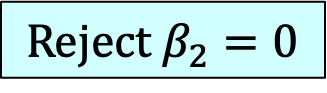 Reject β₂ = 0